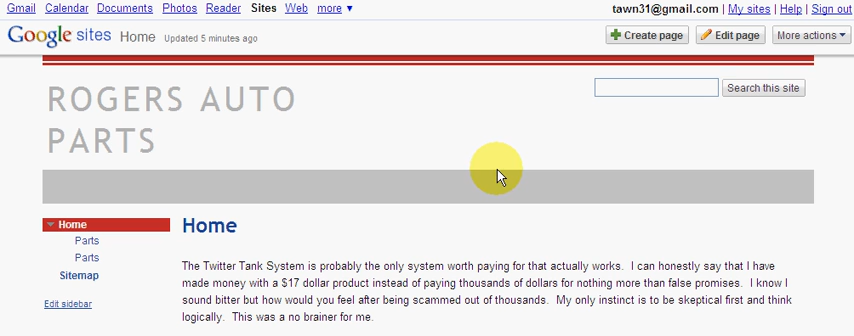 Gmail Calendar Documents Photos Reader Sites Web more ▼ tawn31@gmail.com | My sites | Help | Sign out
Google sites Home Updated 5 minutes ago Create page Edit page More actions ▼
ROGERS AUTO
PARTS
Search this site
Home
Parts
Parts
Sitemap
Edit sidebar
Home
The Twitter Tank System is probably the only system worth paying for that actually works. I can honestly say that I have
made money with a $17 dollar product instead of paying thousands of dollars for nothing more than false promises. I know I
sound bitter but how would you feel after being scammed out of thousands. My only instinct is to be skeptical first and think
logically. This was a no brainer for me.